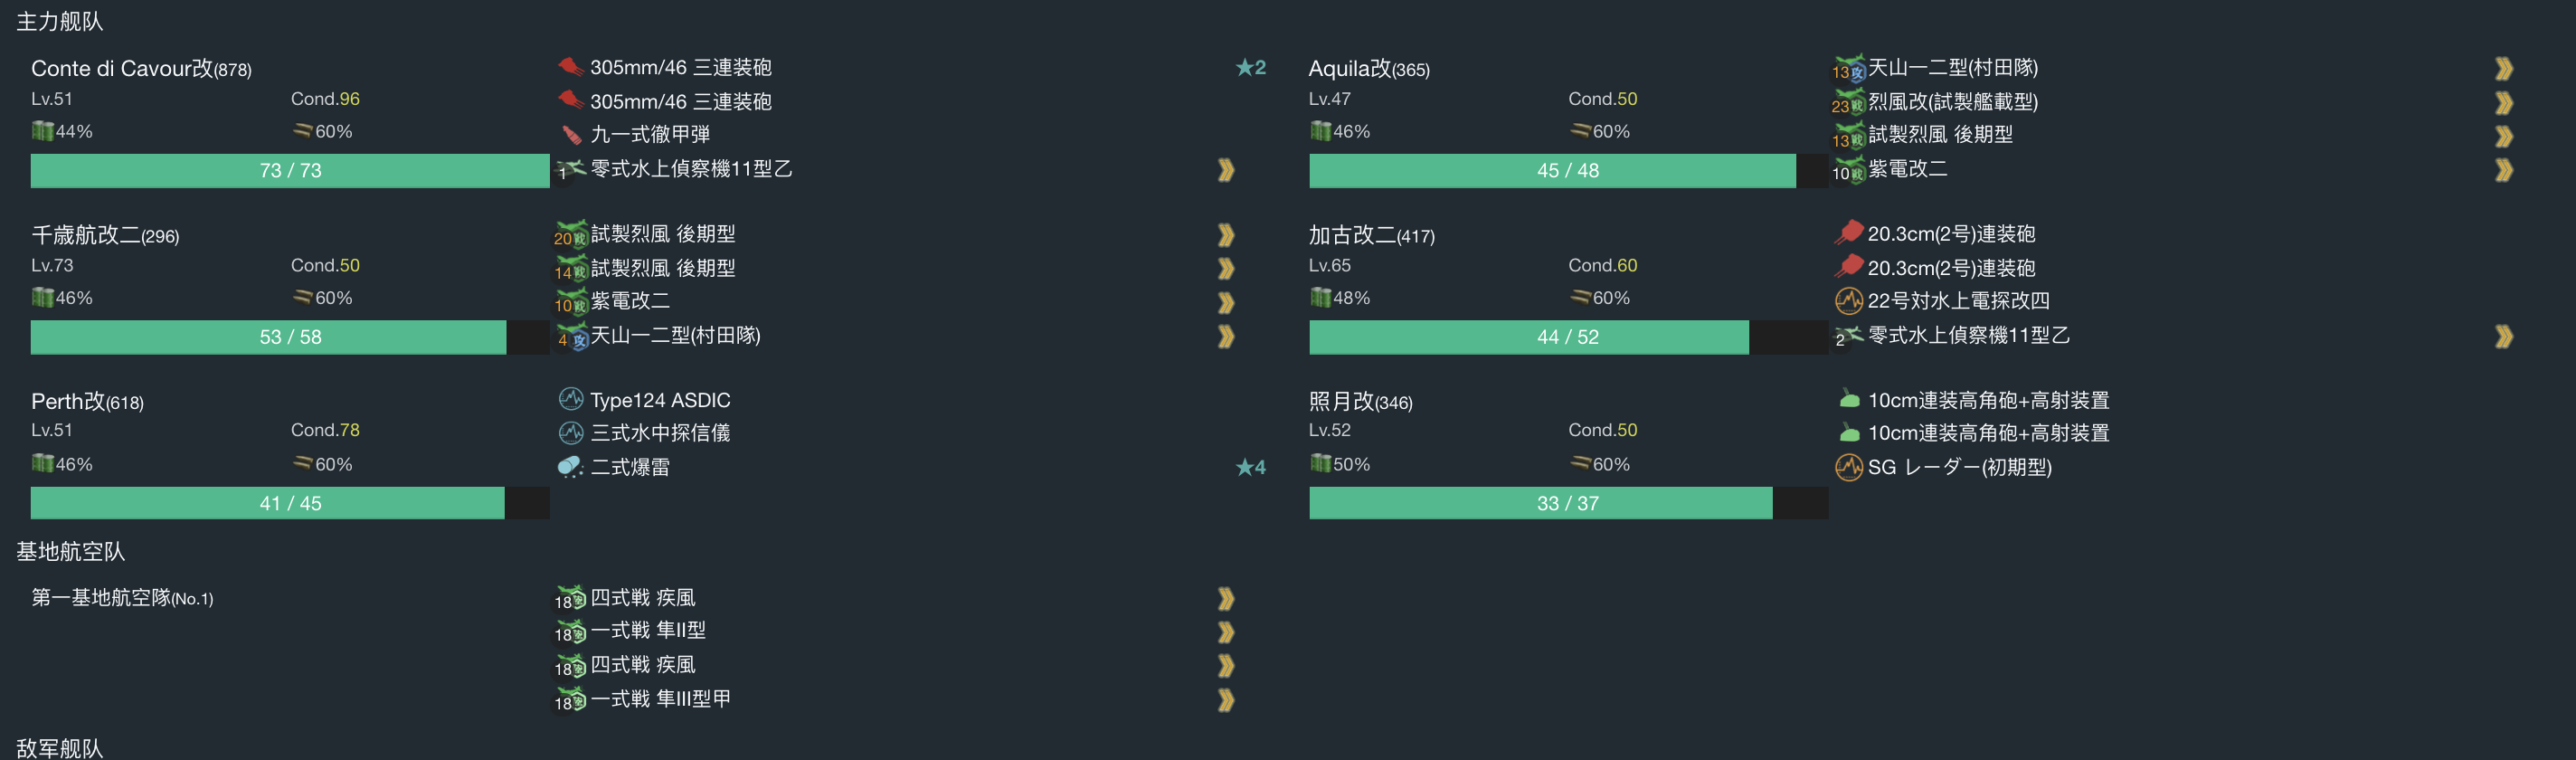 主力舰队
Conte di Cavour改(878)
Lv.51 Cond.96
44% 60%
73 / 73
305mm/46 三連装砲 ★2
305mm/46 三連装砲
九一式徹甲弾
1 零式水上偵察機11型乙
Aquila改(365)
Lv.47 Cond.50
46% 60%
45 / 48
13 攻 天山一二型(村田隊)
23 戦 烈風改(試製艦載型)
13 戦 試製烈風 後期型
10 戦 紫電改二
千歳航改二(296)
Lv.73 Cond.50
46% 60%
53 / 58
20 戦 試製烈風 後期型
14 戦 試製烈風 後期型
10 戦 紫電改二
4 攻 天山一二型(村田隊)
加古改二(417)
Lv.65 Cond.60
48% 60%
44 / 52
20.3cm(2号)連装砲
20.3cm(2号)連装砲
22号対水上電探改四
2 零式水上偵察機11型乙
Perth改(618)
Lv.51 Cond.78
46% 60%
41 / 45
Type124 ASDIC
三式水中探信儀
二式爆雷 ★4
照月改(346)
Lv.52 Cond.50
50% 60%
33 / 37
10cm連装高角砲+高射装置
10cm連装高角砲+高射装置
SG レーダー(初期型)
基地航空队
第一基地航空隊(No.1)
18 四式戦 疾風
18 一式戦 隼II型
18 四式戦 疾風
18 一式戦 隼III型甲
敌军舰队